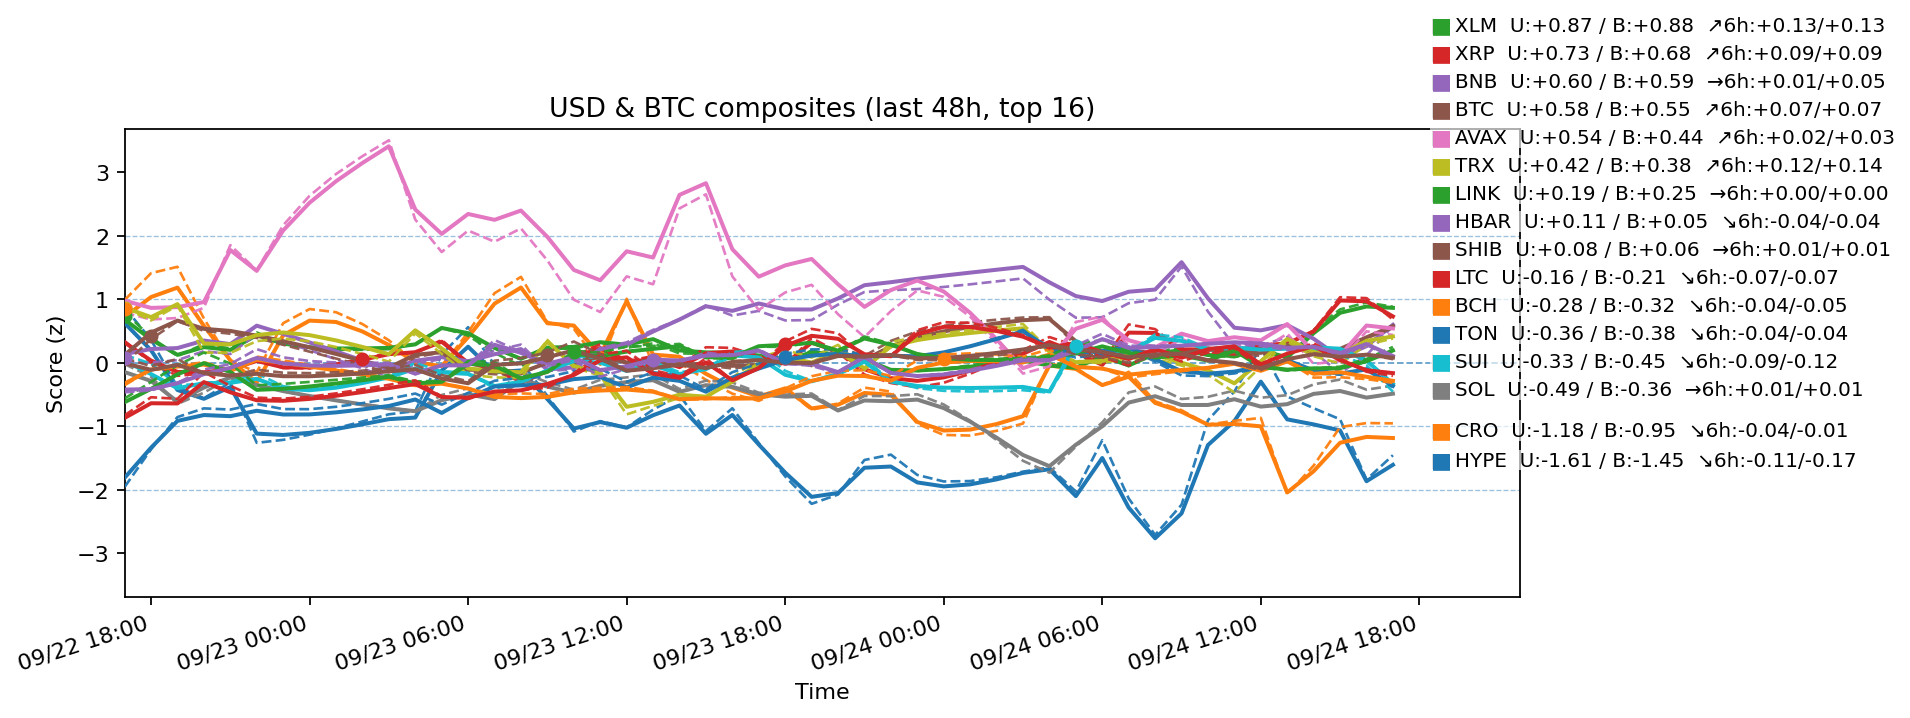 XLM U:+0.87 / B:+0.88 ↗6h:+0.13/+0.13
XRP U:+0.73 / B:+0.68 ↗6h:+0.09/+0.09
BNB U:+0.60 / B:+0.59 →6h:+0.01/+0.05
BTC U:+0.58 / B:+0.55 ↗6h:+0.07/+0.07
AVAX U:+0.54 / B:+0.44 ↗6h:+0.02/+0.03
TRX U:+0.42 / B:+0.38 ↗6h:+0.12/+0.14
LINK U:+0.19 / B:+0.25 →6h:+0.00/+0.00
HBAR U:+0.11 / B:+0.05 ↘6h:-0.04/-0.04
SHIB U:+0.08 / B:+0.06 →6h:+0.01/+0.01
LTC U:-0.16 / B:-0.21 ↘6h:-0.07/-0.07
BCH U:-0.28 / B:-0.32 ↘6h:-0.04/-0.05
TON U:-0.36 / B:-0.38 ↘6h:-0.04/-0.04
SUI U:-0.33 / B:-0.45 ↘6h:-0.09/-0.12
SOL U:-0.49 / B:-0.36 →6h:+0.01/+0.01
CRO U:-1.18 / B:-0.95 ↘6h:-0.04/-0.01
HYPE U:-1.61 / B:-1.45 ↘6h:-0.11/-0.17
USD & BTC composites (last 48h, top 16)
Score (z)
3
2
1
0
−1
−2
−3
09/22 18:00
09/23 00:00
09/23 06:00
09/23 12:00
09/23 18:00
09/24 00:00
09/24 06:00
09/24 12:00
09/24 18:00
Time